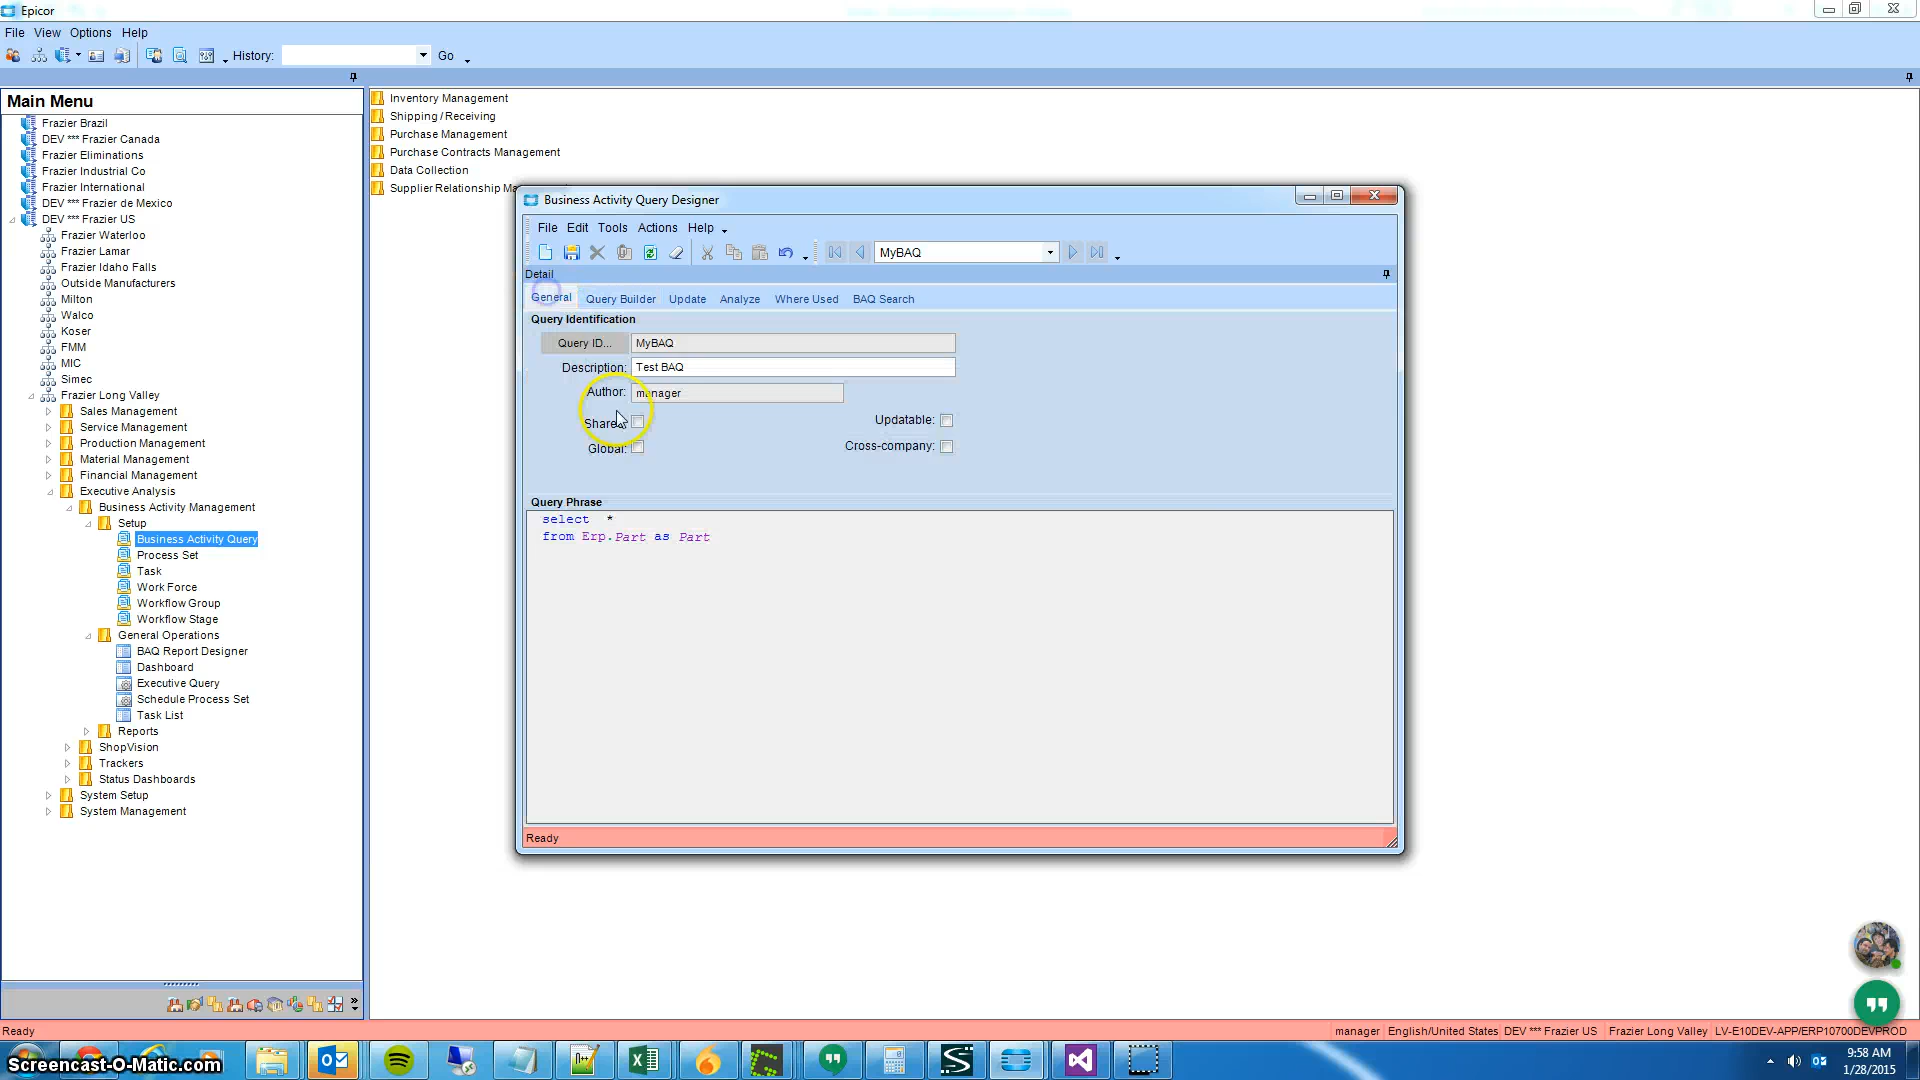 Epicor
File View Options Help
History: Go
Main Menu
Frazier Brazil
DEV *** Frazier Canada
Frazier Eliminations
Frazier Industrial Co
Frazier International
DEV *** Frazier de Mexico
DEV *** Frazier US
Frazier Waterloo
Frazier Lamar
Frazier Idaho Falls
Outside Manufacturers
Milton
Walco
Koser
FMM
MIC
Simec
Frazier Long Valley
Sales Management
Service Management
Production Management
Material Management
Financial Management
Executive Analysis
Business Activity Management
Setup
Business Activity Query
Process Set
Task
Work Force
Workflow Group
Workflow Stage
General Operations
BAQ Report Designer
Dashboard
Executive Query
Schedule Process Set
Task List
Reports
ShopVision
Trackers
Status Dashboards
System Setup
System Management
Inventory Management
Shipping / Receiving
Purchase Management
Purchase Contracts Management
Data Collection
Supplier Relationship Ma
Business Activity Query Designer
File Edit Tools Actions Help
MyBAQ
Detail
General Query Builder Update Analyze Where Used BAQ Search
Query Identification
Query ID... MyBAQ
Description: Test BAQ
Author: manager
Share Updatable:
Global: Cross-company:
Query Phrase
select *
from Erp.Part as Part
Ready
Ready manager English/United States DEV *** Frazier US Frazier Long Valley LV-E10DEV-APP/ERP10700DEVPROD
Screencast-O-Matic.com
9:58 AM
1/28/2015